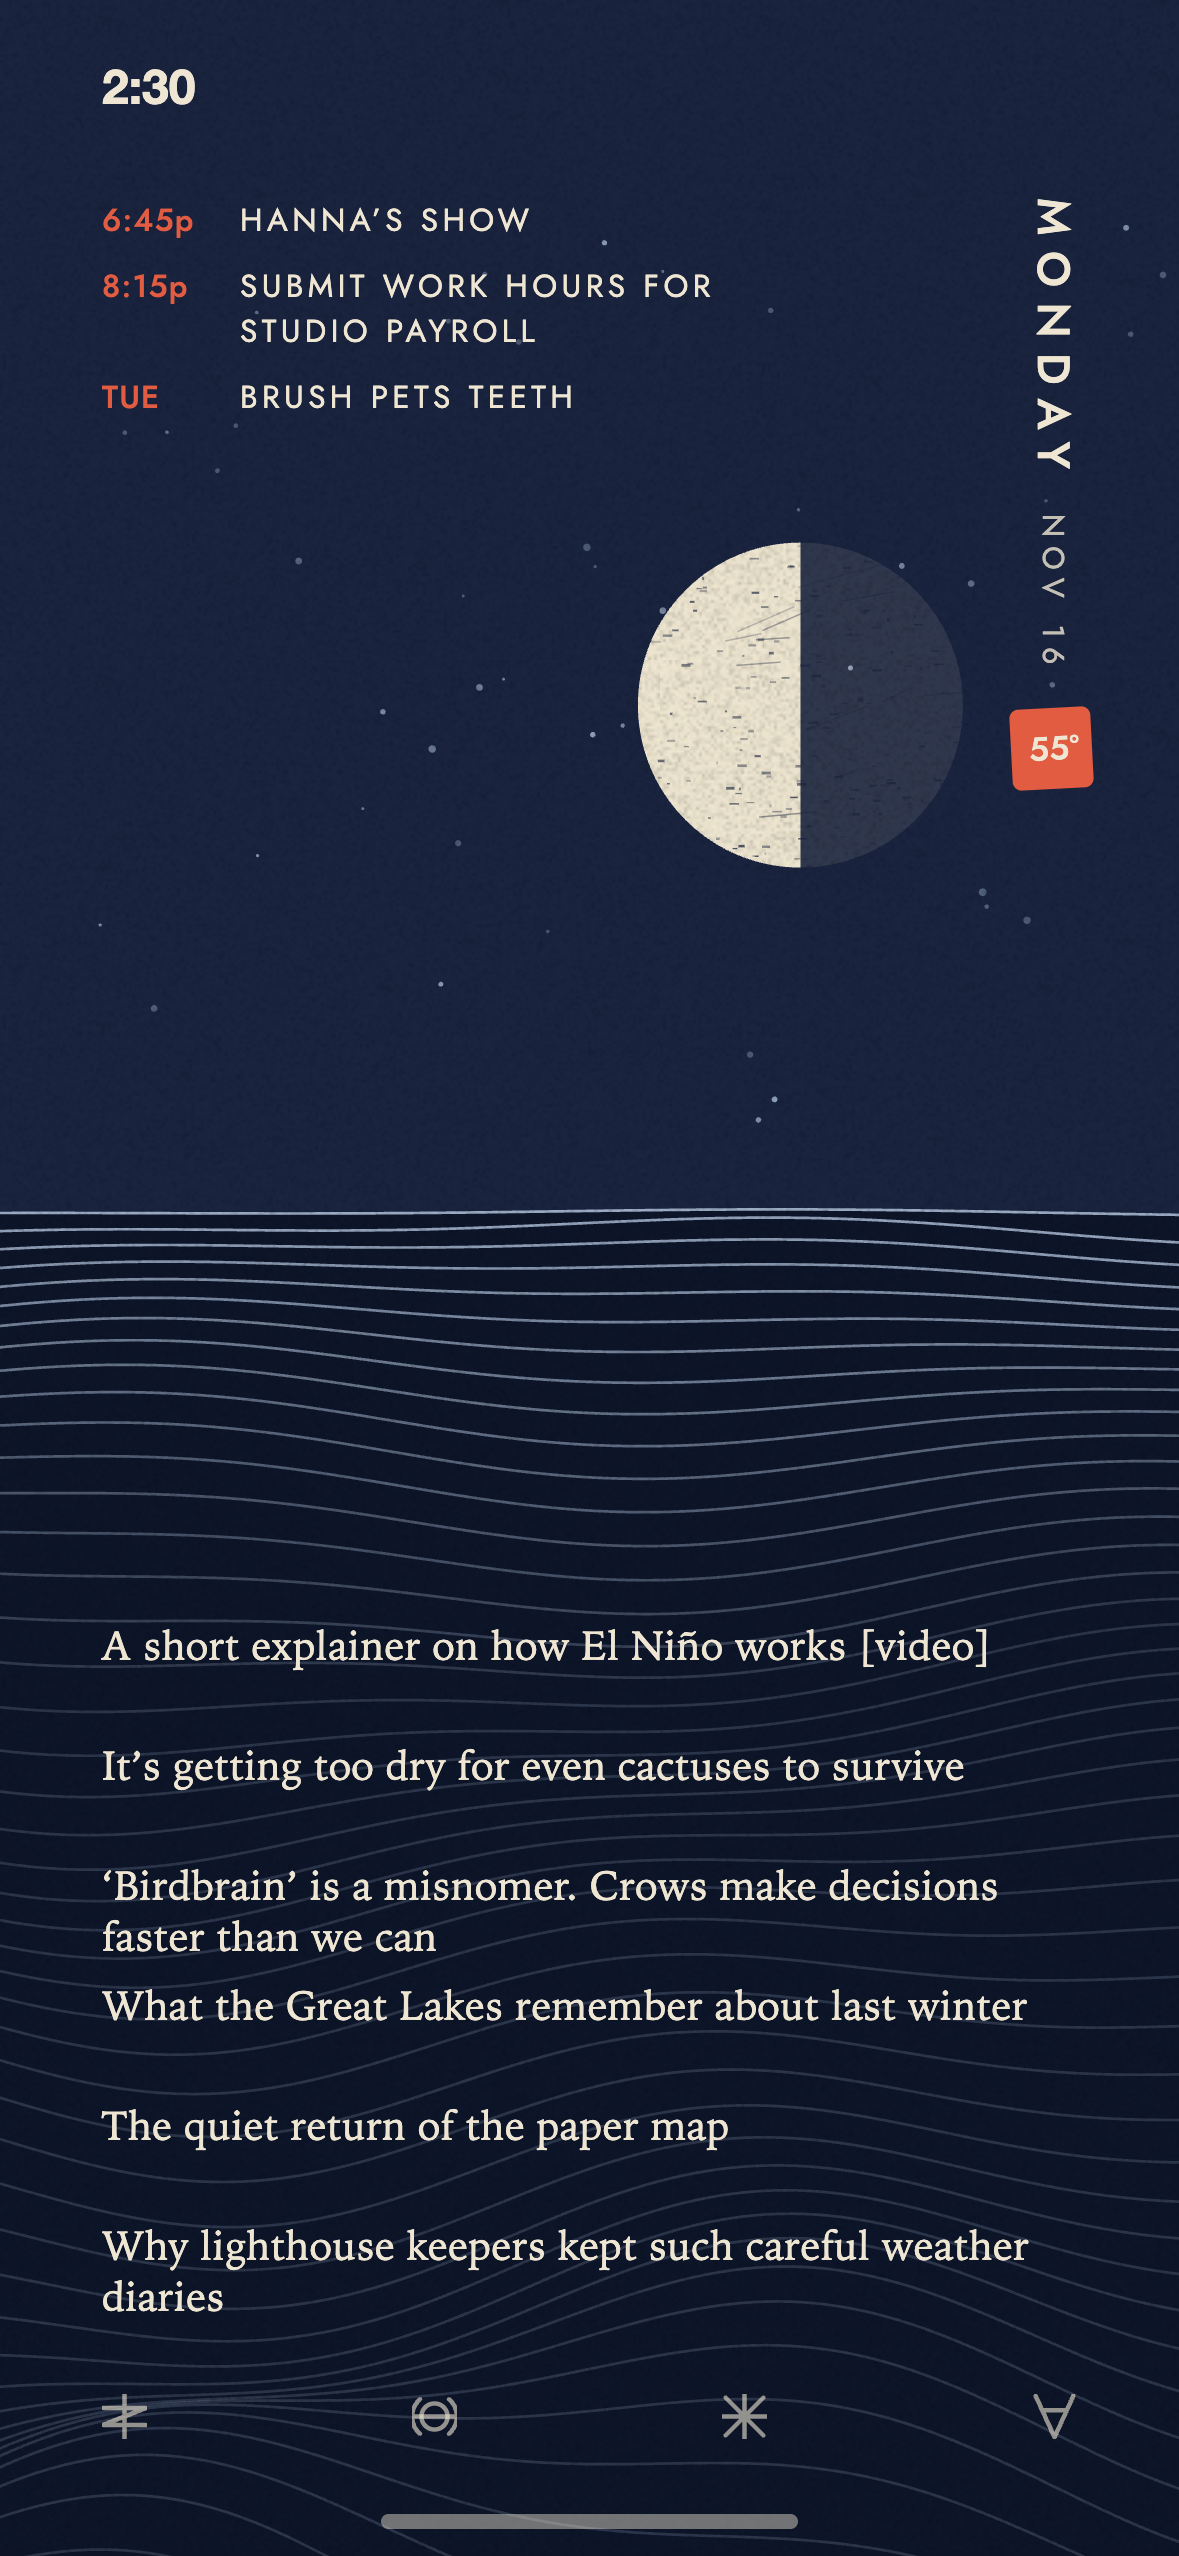 2:30
6:45p HANNA’S SHOW
8:15p SUBMIT WORK HOURS FOR
STUDIO PAYROLL
TUE BRUSH PETS TEETH
MONDAY NOV 16
55°
A short explainer on how El Niño works [video]
It’s getting too dry for even cactuses to survive
‘Birdbrain’ is a misnomer. Crows make decisions
faster than we can
What the Great Lakes remember about last winter
The quiet return of the paper map
Why lighthouse keepers kept such careful weather
diaries